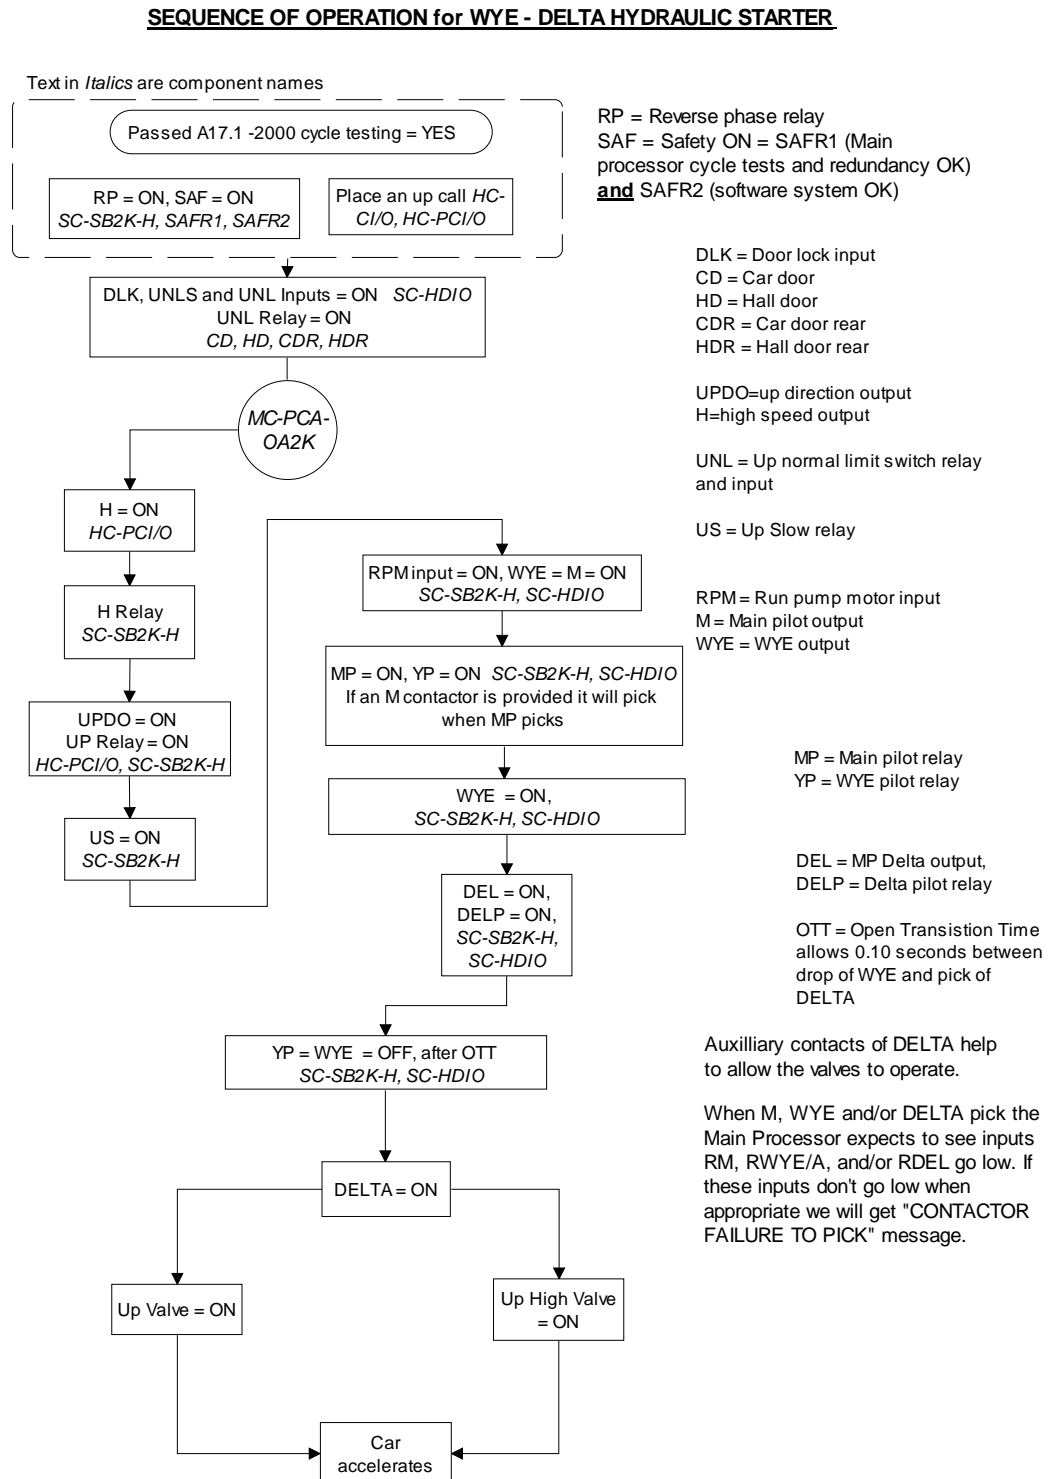 SEQUENCE OF OPERATION for WYE - DELTA HYDRAULIC STARTER
Text in Italics are component names
Passed A17.1 -2000 cycle testing = YES
RP = ON, SAF = ON
SC-SB2K-H, SAFR1, SAFR2
Place an up call HC-
CI/O, HC-PCI/O
RP = Reverse phase relay
SAF = Safety ON = SAFR1 (Main
processor cycle tests and redundancy OK)
and SAFR2 (software system OK)
DLK, UNLS and UNL Inputs = ON SC-HDIO
UNL Relay = ON
CD, HD, CDR, HDR
DLK = Door lock input
CD = Car door
HD = Hall door
CDR = Car door rear
HDR = Hall door rear
MC-PCA-
OA2K
UPDO=up direction output
H=high speed output
UNL = Up normal limit switch relay
and input
US = Up Slow relay
H = ON
HC-PCI/O
H Relay
SC-SB2K-H
UPDO = ON
UP Relay = ON
HC-PCI/O, SC-SB2K-H
US = ON
SC-SB2K-H
RPM input = ON, WYE = M = ON
SC-SB2K-H, SC-HDIO
RPM = Run pump motor input
M = Main pilot output
WYE = WYE output
MP = ON, YP = ON SC-SB2K-H, SC-HDIO
If an M contactor is provided it will pick
when MP picks
MP = Main pilot relay
YP = WYE pilot relay
WYE = ON,
SC-SB2K-H, SC-HDIO
DEL = ON,
DELP = ON,
SC-SB2K-H,
SC-HDIO
DEL = MP Delta output,
DELP = Delta pilot relay
OTT = Open Transistion Time
allows 0.10 seconds between
drop of WYE and pick of
DELTA
YP = WYE = OFF, after OTT
SC-SB2K-H, SC-HDIO
Auxilliary contacts of DELTA help
to allow the valves to operate.
When M, WYE and/or DELTA pick the
Main Processor expects to see inputs
RM, RWYE/A, and/or RDEL go low. If
these inputs don't go low when
appropriate we will get "CONTACTOR
FAILURE TO PICK" message.
DELTA = ON
Up Valve = ON
Up High Valve
= ON
Car
accelerates